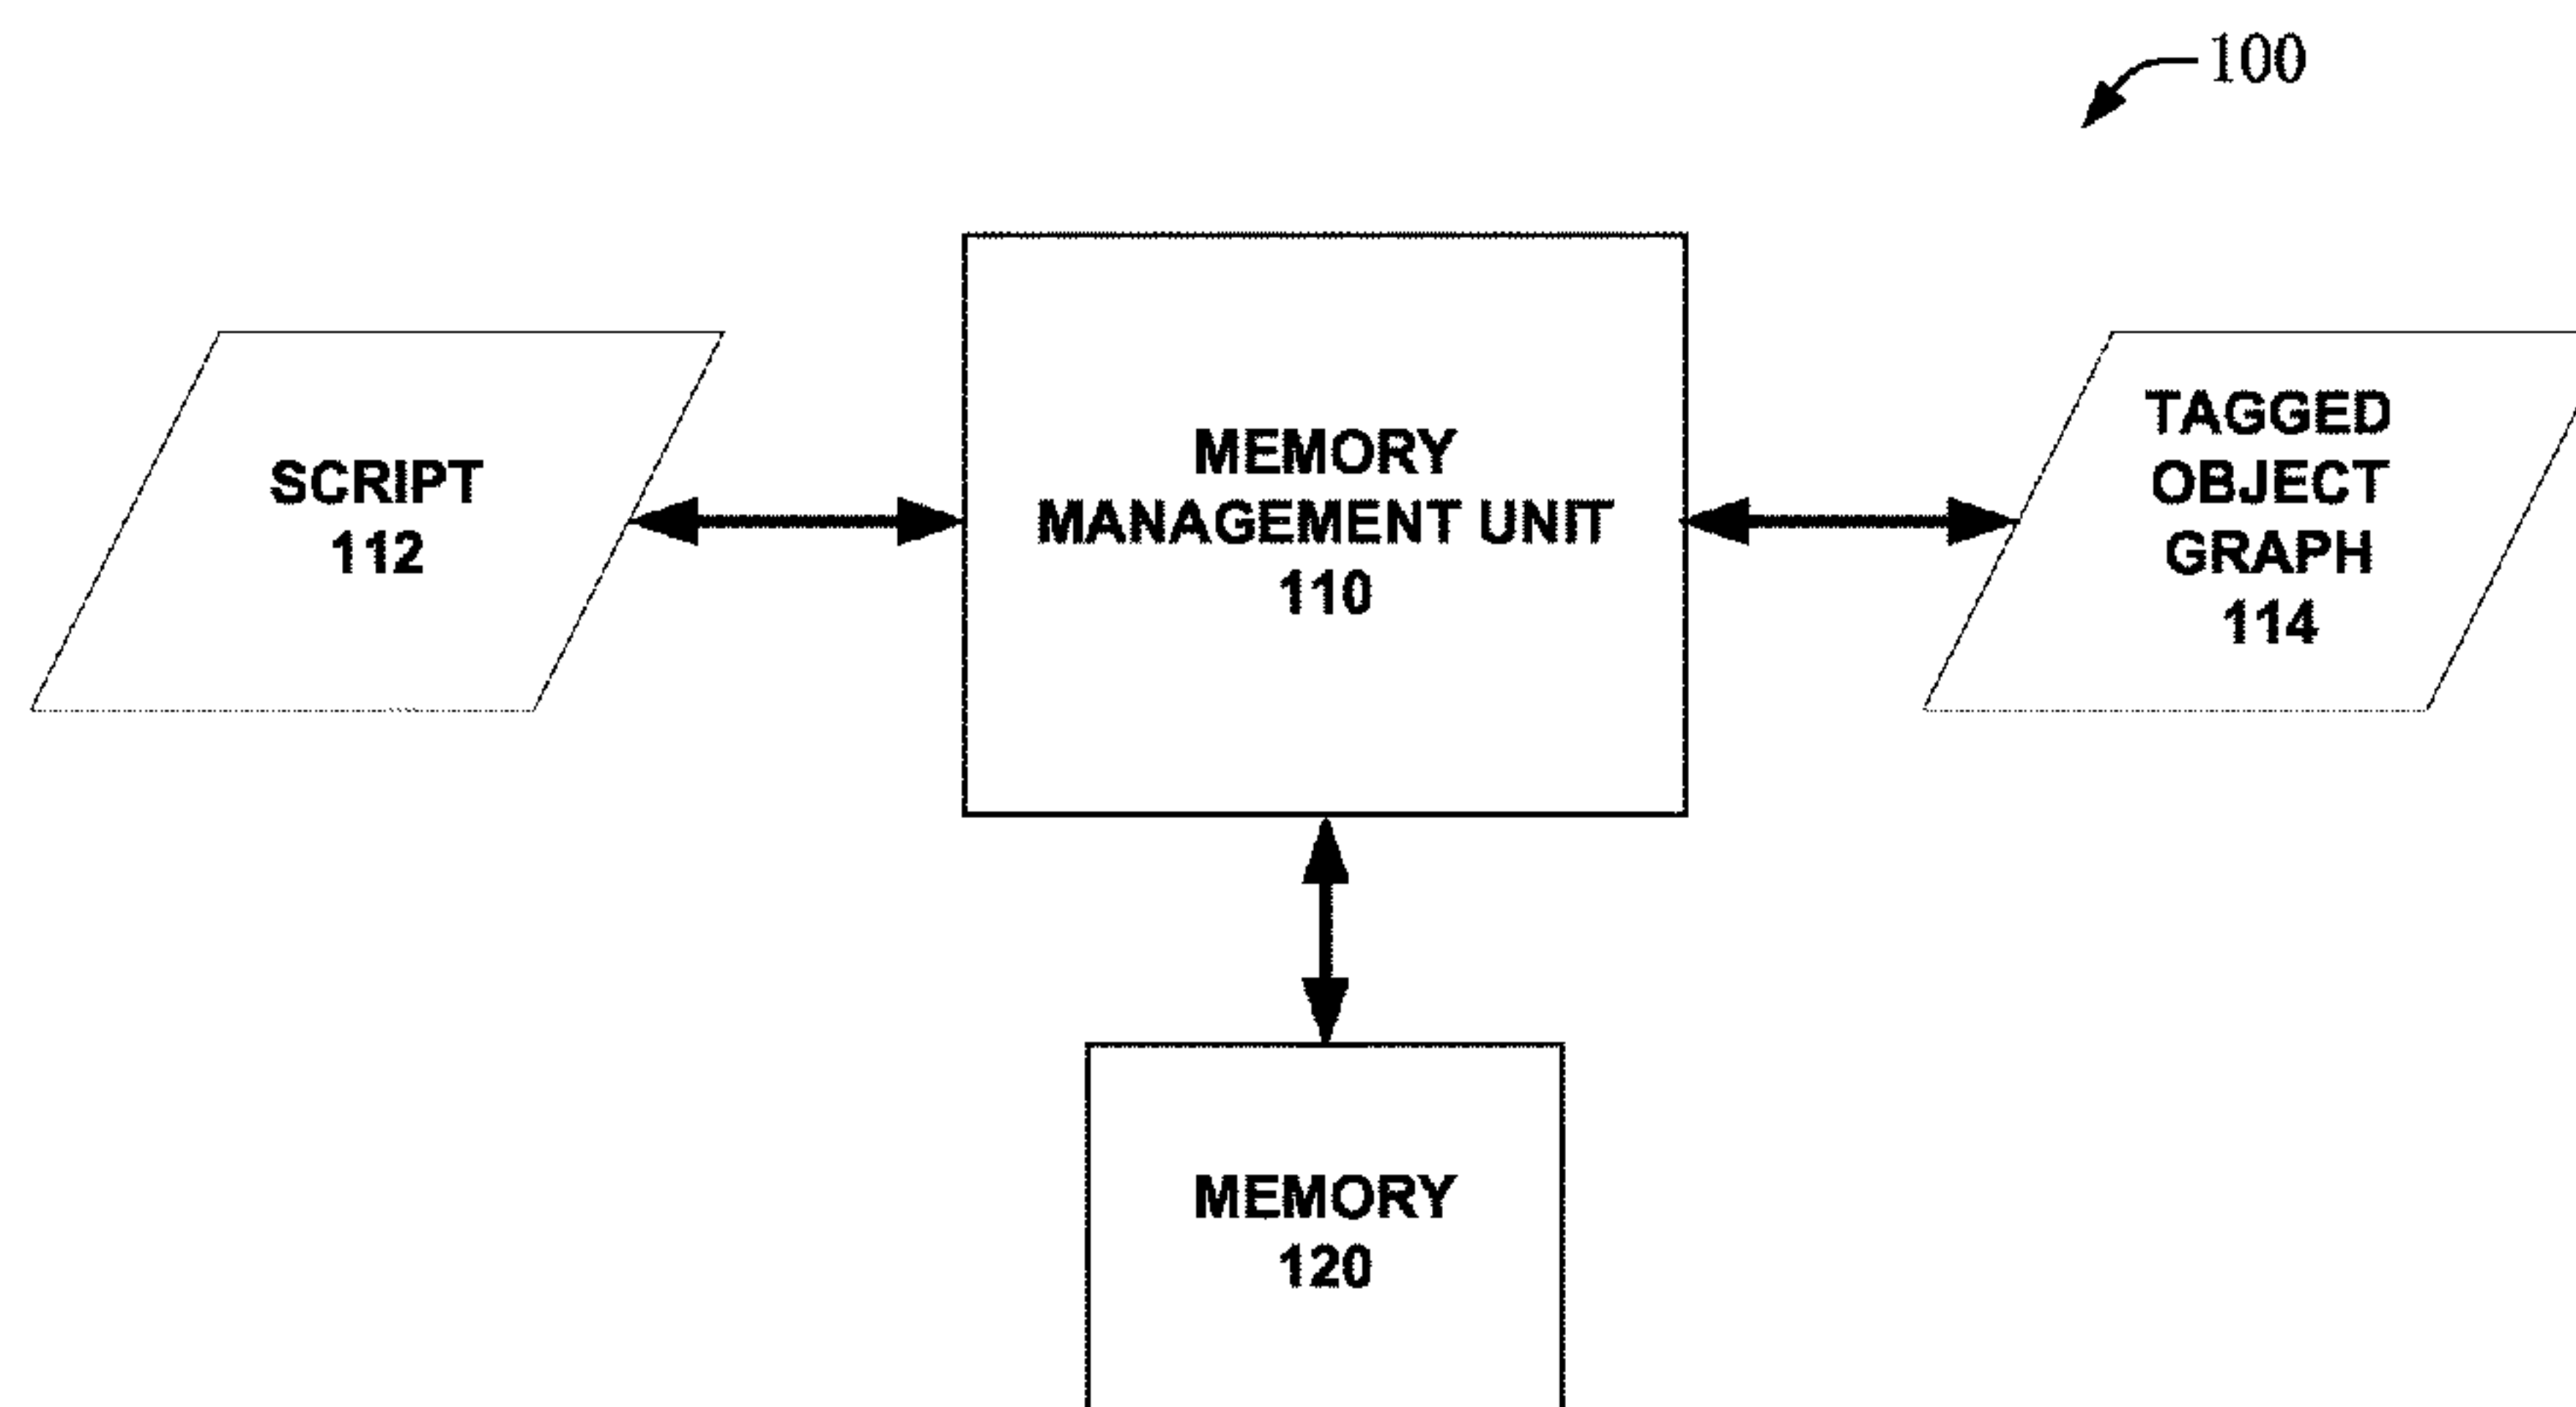 100
SCRIPT
112
MEMORY
MANAGEMENT UNIT
110
TAGGED
OBJECT
GRAPH
114
MEMORY
120